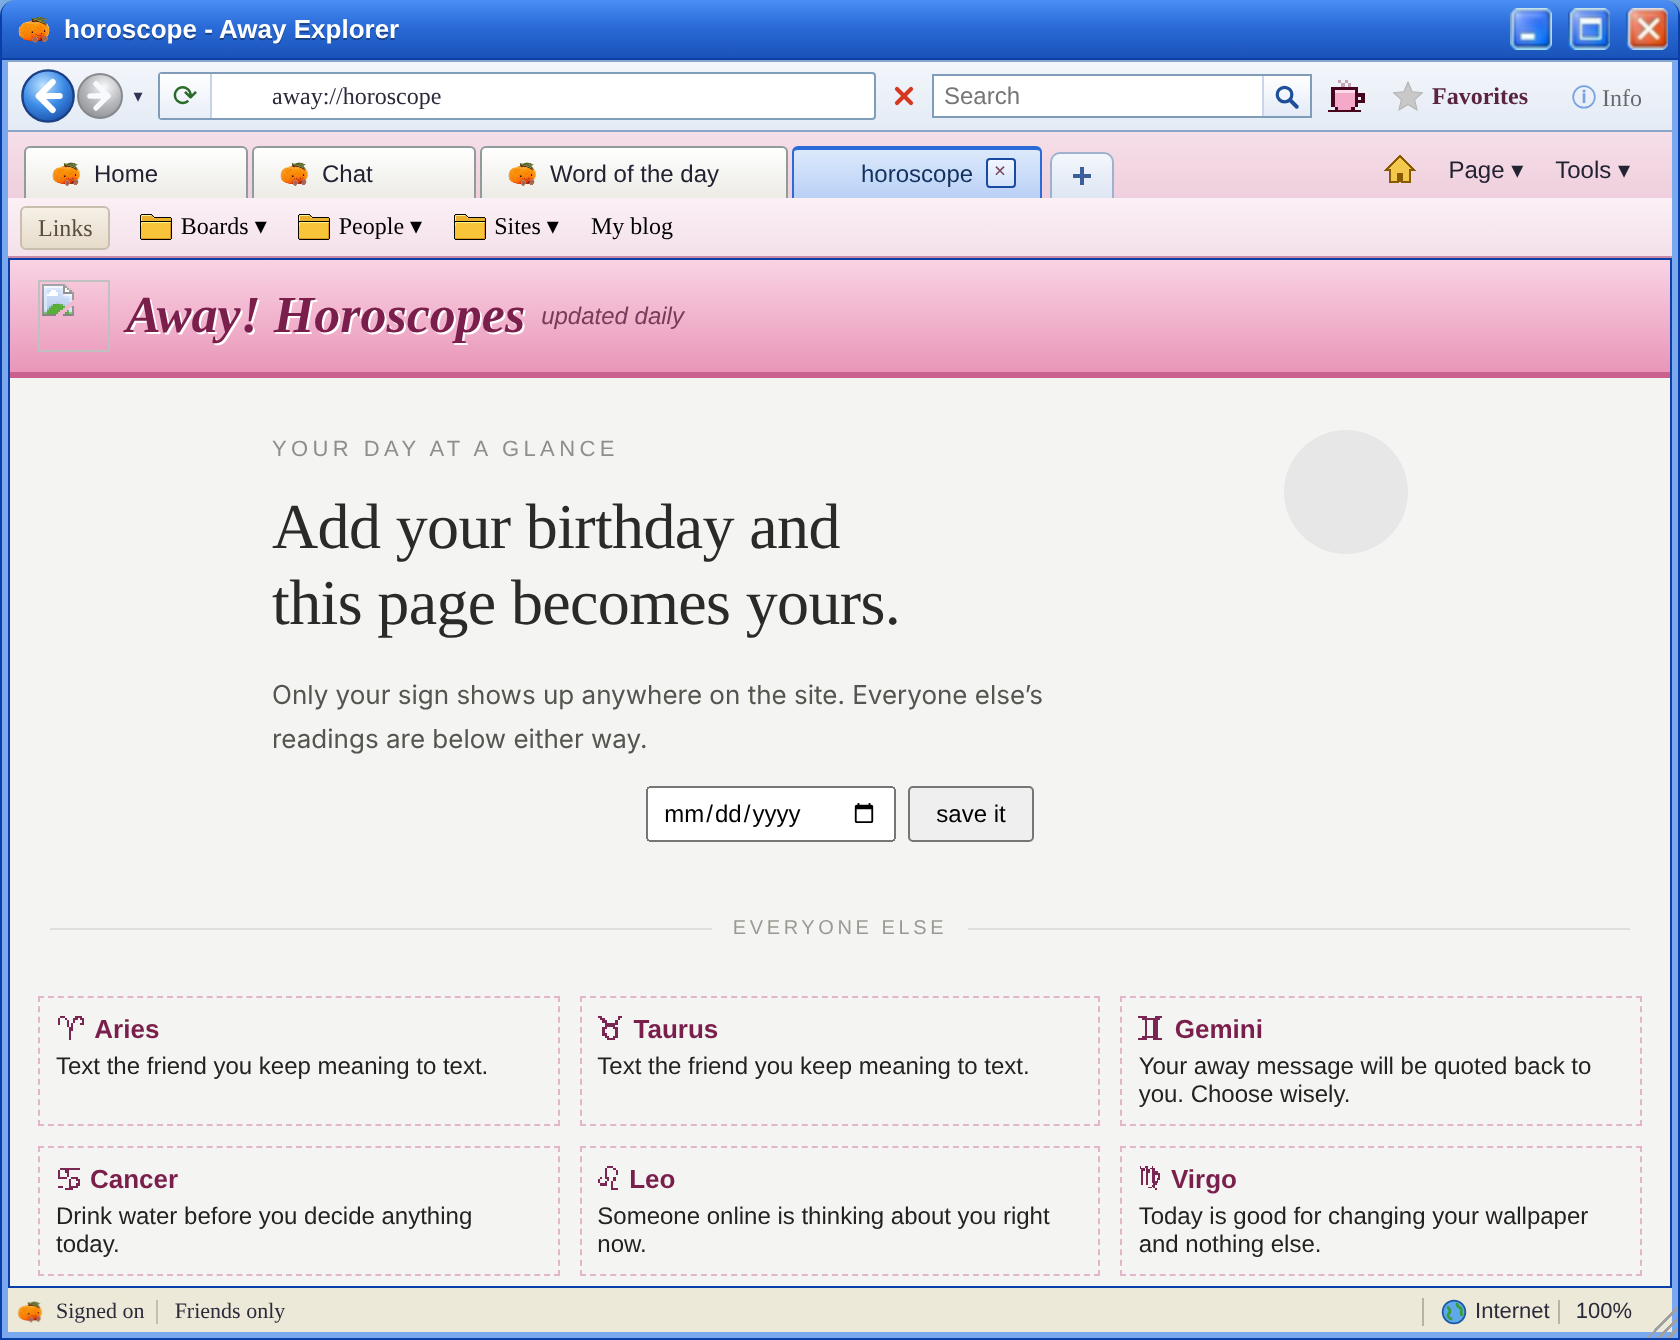 horoscope - Away Explorer
away://horoscope
Search
Favorites
Info
Home
Chat
Word of the day
horoscope
Page ▾
Tools ▾
Links
Boards ▾
People ▾
Sites ▾
My blog
Away! Horoscopes updated daily
YOUR DAY AT A GLANCE
Add your birthday and
this page becomes yours.
Only your sign shows up anywhere on the site. Everyone else’s
readings are below either way.
mm/dd/yyyy
save it
EVERYONE ELSE
♈ Aries
Text the friend you keep meaning to text.
♉ Taurus
Text the friend you keep meaning to text.
♊ Gemini
Your away message will be quoted back to
you. Choose wisely.
♋ Cancer
Drink water before you decide anything
today.
♌ Leo
Someone online is thinking about you right
now.
♍ Virgo
Today is good for changing your wallpaper
and nothing else.
Signed on
Friends only
Internet
100%